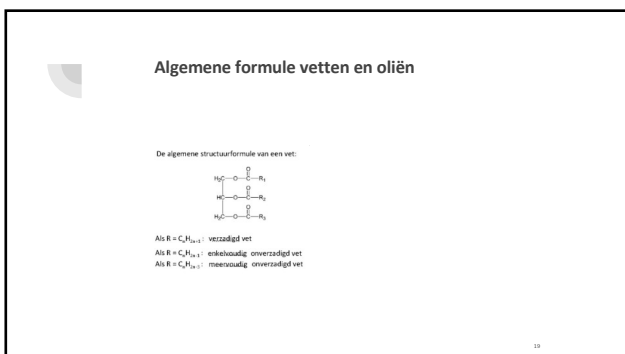 Algemene formule vetten en oliën
De algemene structuurformule van een vet:
O
H₂C—O—C—R₁
O
HC—O—C—R₂
O
H₂C—O—C—R₃
Als R = CₙH₂ₙ₊₁ : verzadigd vet
Als R = CₙH₂ₙ₋₁ : enkelvoudig onverzadigd vet
Als R = CₙH₂ₙ₋₃ : meervoudig onverzadigd vet
19